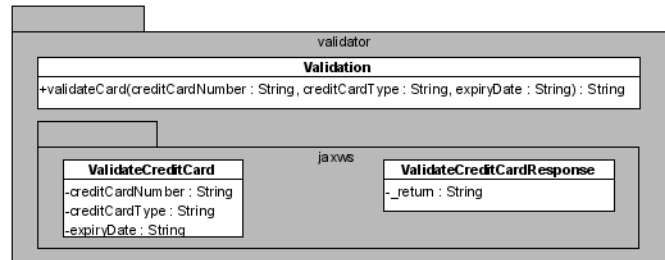 validator
Validation
+validateCard(creditCardNumber : String, creditCardType : String, expiryDate : String) : String
jaxws
ValidateCreditCard
-creditCardNumber : String
-creditCardType : String
-expiryDate : String
ValidateCreditCardResponse
-_return : String